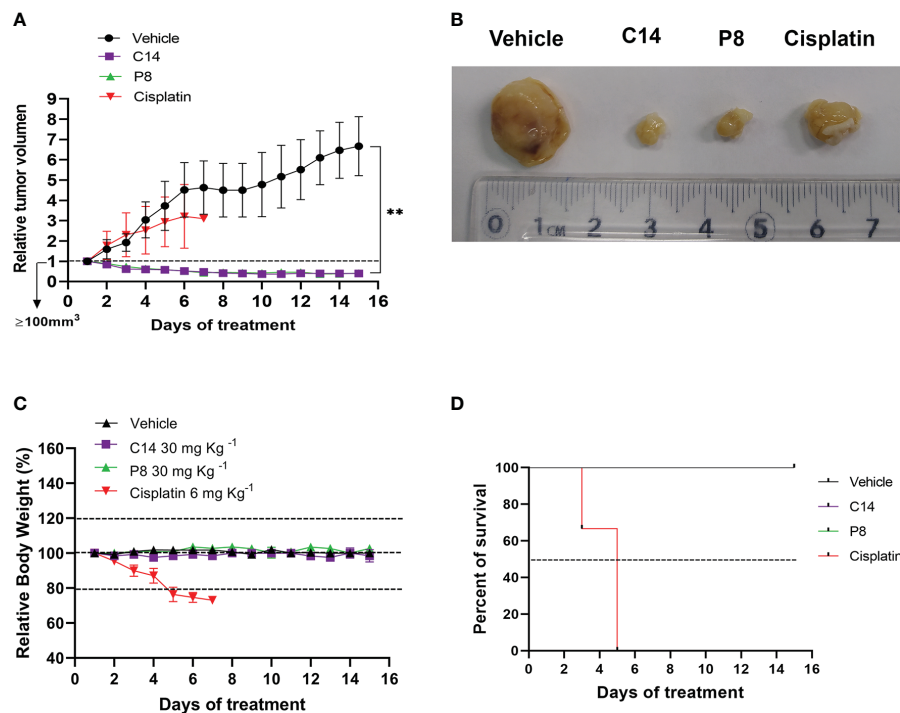 A
Vehicle
C14
P8
Cisplatin
Relative tumor volumen
9
8
7
6
5
4
3
2
1
1
0
≥100mm³
**
0 2 4 6 8 10 12 14 16
Days of treatment
B
Vehicle C14 P8 Cisplatin
0 1 CM 2 3 4 5 6 7
C
Vehicle
C14 30 mg Kg ⁻¹
P8 30 mg Kg ⁻¹
Cisplatin 6 mg Kg⁻¹
Relative Body Weight (%)
160
140
120
100
80
60
40
0 2 4 6 8 10 12 14 16
Days of treatment
D
Percent of survival
100
80
60
40
20
0
0 2 4 6 8 10 12 14 16
Days of treatment
Vehicle
C14
P8
Cisplatin